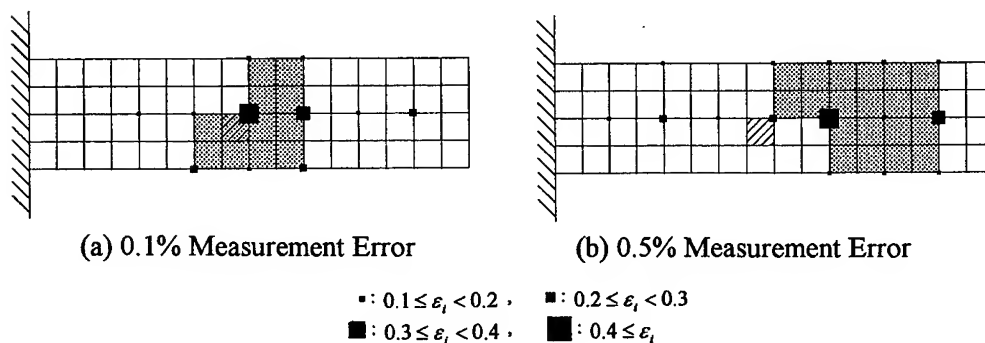 (a) 0.1% Measurement Error
(b) 0.5% Measurement Error
▪: 0.1 ≤ εᵢ < 0.2 , ▪: 0.2 ≤ εᵢ < 0.3
■: 0.3 ≤ εᵢ < 0.4, ■: 0.4 ≤ εᵢ